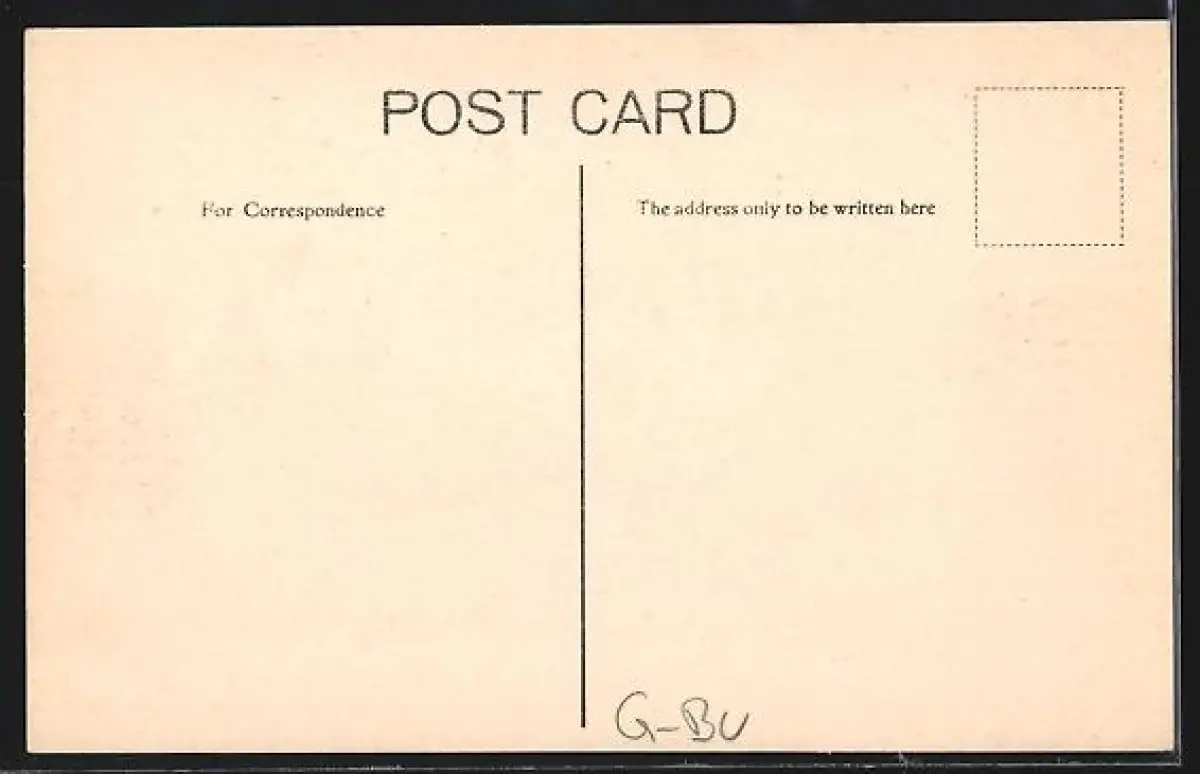 POST CARD
For Correspondence
The address only to be written here
G-BU